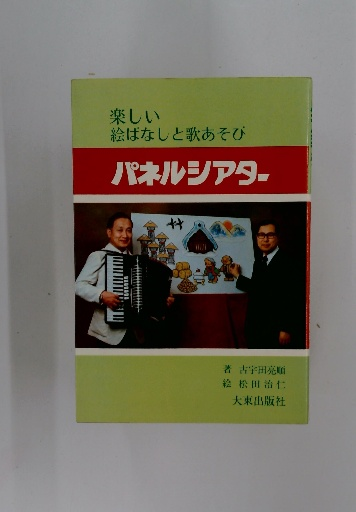 楽しい
絵ばなしと歌あそび
パネルシアター
著 古宇田亮順
絵 松田治仁
大東出版社